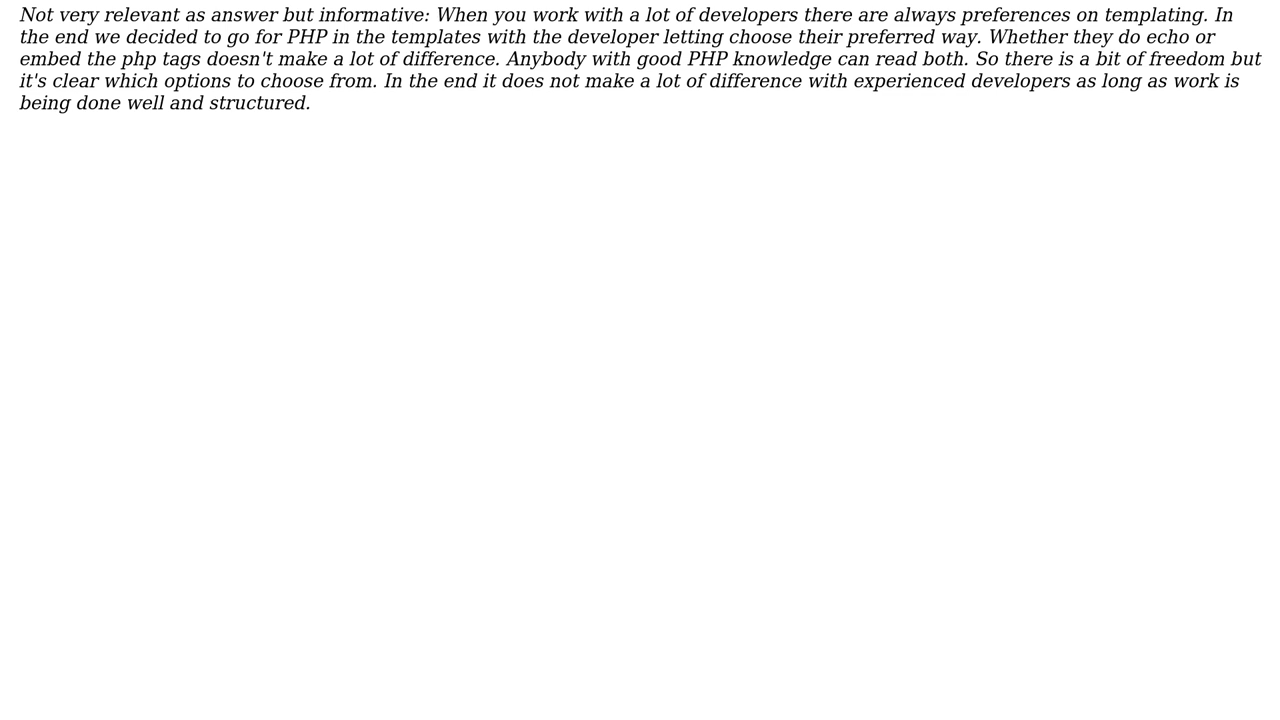 Not very relevant as answer but informative: When you work with a lot of developers there are always preferences on templating. In
the end we decided to go for PHP in the templates with the developer letting choose their preferred way. Whether they do echo or
embed the php tags doesn't make a lot of difference. Anybody with good PHP knowledge can read both. So there is a bit of freedom but
it's clear which options to choose from. In the end it does not make a lot of difference with experienced developers as long as work is
being done well and structured.